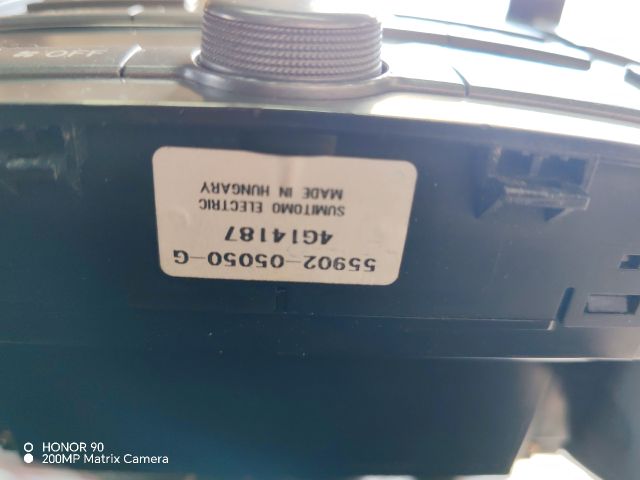 OFF
55902-05050-G
4G14187
SUMITOMO ELECTRIC
MADE IN HUNGARY
HONOR 90
200MP Matrix Camera